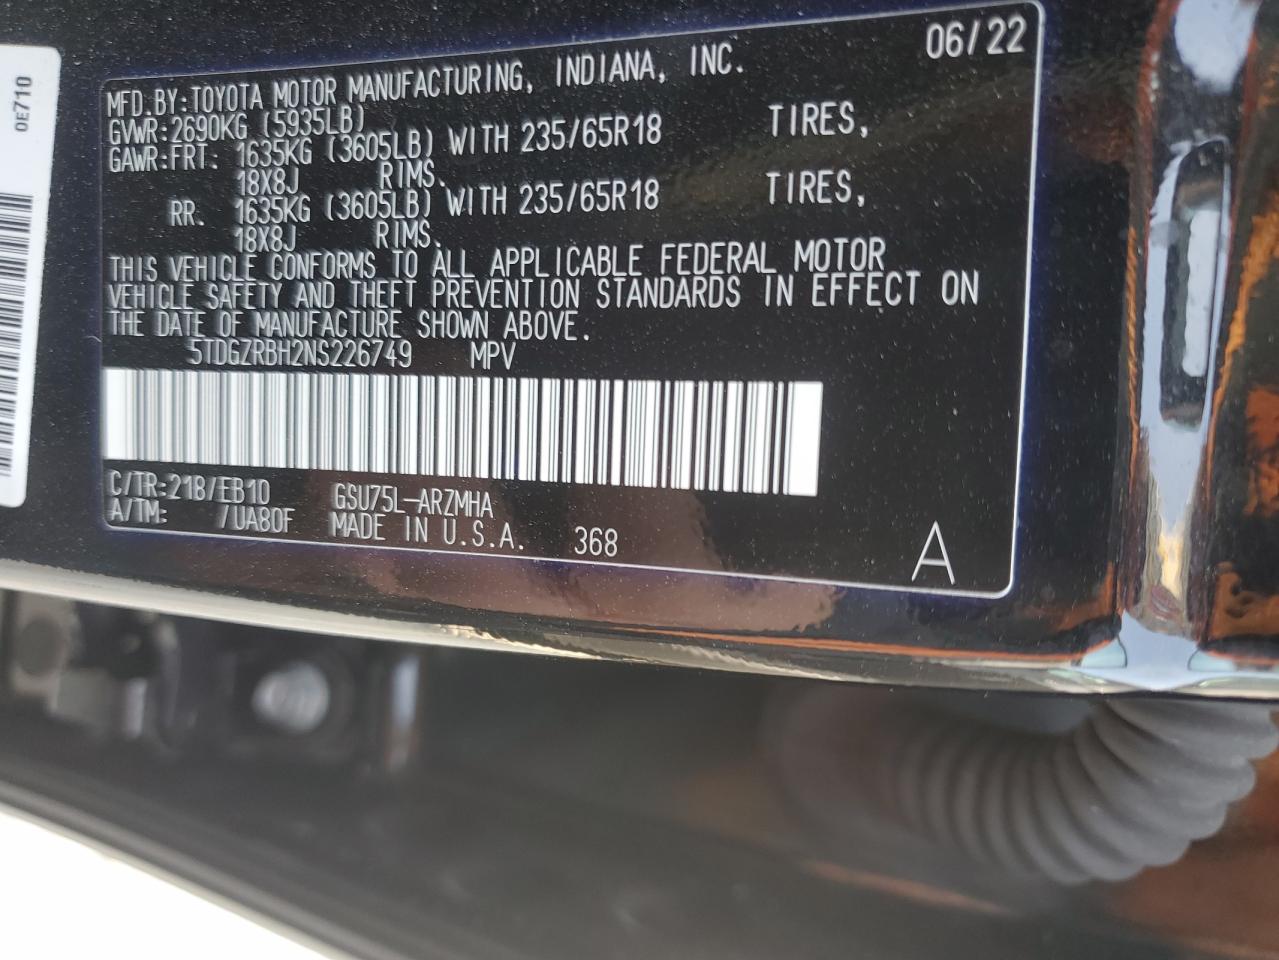 0E710
06/22
MFD.BY:TOYOTA MOTOR MANUFACTURING, INDIANA, INC.
GVWR:2690KG (5935LB)
GAWR:FRT: 1635KG (3605LB) WITH 235/65R18 TIRES,
18X8J RIMS.
RR. 1635KG (3605LB) WITH 235/65R18 TIRES,
18X8J RIMS.
THIS VEHICLE CONFORMS TO ALL APPLICABLE FEDERAL MOTOR
VEHICLE SAFETY AND THEFT PREVENTION STANDARDS IN EFFECT ON
THE DATE OF MANUFACTURE SHOWN ABOVE.
5TDGZRBH2NS226749 MPV
C/TR:218/EB10 GSU75L-ARZMHA
A/TM: /UA80F MADE IN U.S.A. 368
A